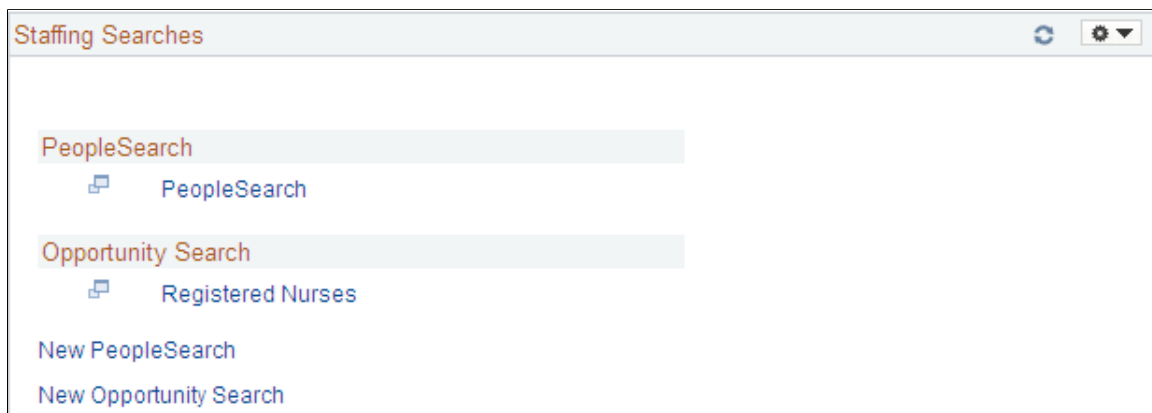 Staffing Searches
PeopleSearch
PeopleSearch
Opportunity Search
Registered Nurses
New PeopleSearch
New Opportunity Search